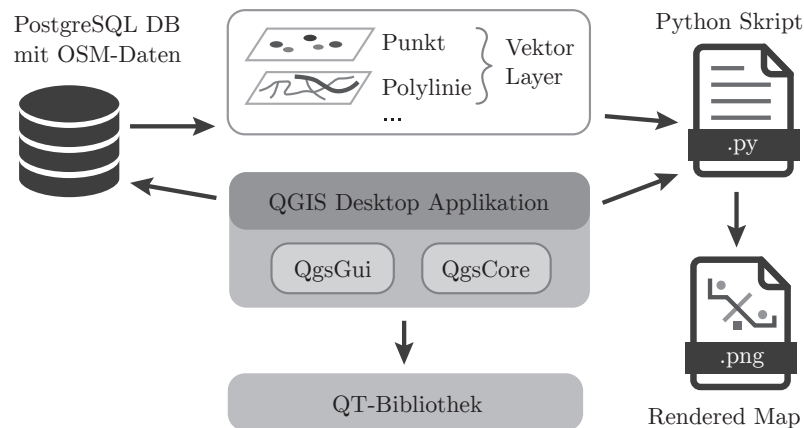 PostgreSQL DB
mit OSM-Daten
Punkt
Polylinie
...
Vektor
Layer
Python Skript
.py
QGIS Desktop Applikation
QgsGui
QgsCore
.png
QT-Bibliothek
Rendered Map